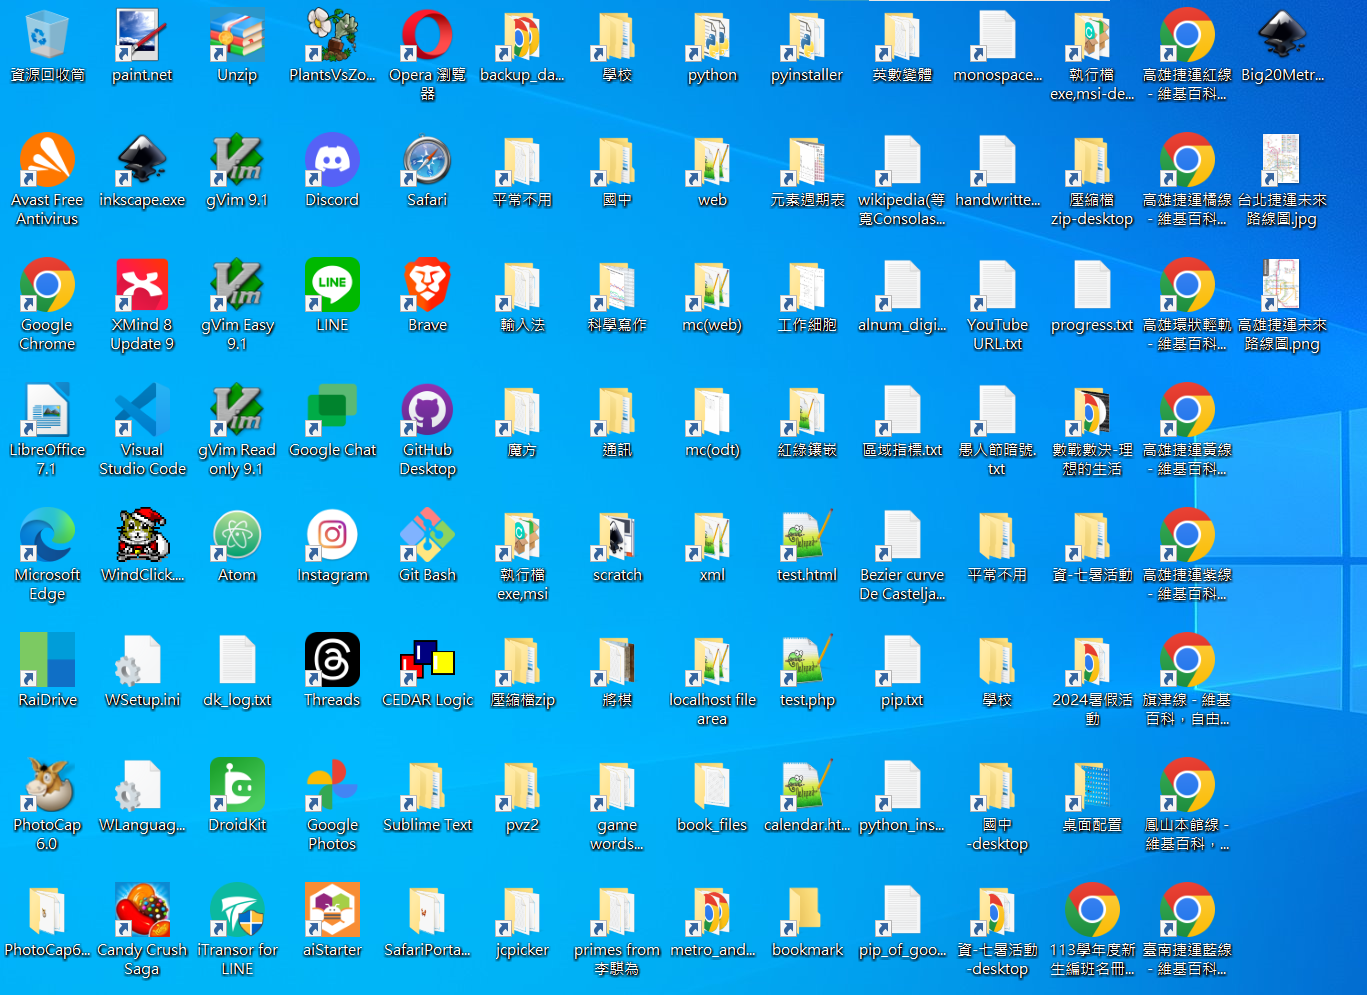 資源回收筒
paint.net
Unzip
PlantsVsZo...
Opera 瀏覽
器
backup_da...
學校
python
pyinstaller
英數變體
monospace...
執行檔
exe,msi-de...
高雄捷運紅線
- 維基百科...
Big20Metr...
Avast Free
Antivirus
inkscape.exe
gVim 9.1
Discord
Safari
平常不用
國中
web
元素週期表
wikipedia(等
寬Consolas...
handwritte...
壓縮檔
zip-desktop
高雄捷運橘線
- 維基百科...
台北捷運未來
路線圖.jpg
Google
Chrome
XMind 8
Update 9
gVim Easy
9.1
LINE
LINE
Brave
輸入法
科學寫作
mc(web)
工作細胞
alnum_digi...
YouTube
URL.txt
progress.txt
高雄環狀輕軌
- 維基百科...
高雄捷運未來
路線圖.png
LibreOffice
7.1
Visual
Studio Code
gVim Read
only 9.1
Google Chat
GitHub
Desktop
魔方
通訊
mc(odt)
紅綠鑲嵌
區域指標.txt
愚人節暗號.
txt
數戰數決-理
想的生活
高雄捷運黃線
- 維基百科...
Microsoft
Edge
WindClick....
Atom
Instagram
Git Bash
執行檔
exe,msi
scratch
xml
test.html
Bezier curve
De Castelja...
平常不用
資-七暑活動
高雄捷運紫線
- 維基百科...
RaiDrive
WSetup.ini
dk_log.txt
Threads
CEDAR Logic
壓縮檔zip
將棋
localhost file
area
test.php
pip.txt
學校
2024暑假活
動
旗津線 - 維基
百科，自由...
PhotoCap
6.0
WLanguag...
DroidKit
Google
Photos
Sublime Text
pvz2
game
words...
book_files
calendar.ht...
python_ins...
國中
-desktop
桌面配置
鳳山本館線 -
維基百科，...
PhotoCap6...
Candy Crush
Saga
iTransor for
LINE
aiStarter
SafariPorta...
jcpicker
primes from
李騏為
metro_and...
bookmark
pip_of_goo...
資-七暑活動
-desktop
113學年度新
生編班名冊...
臺南捷運藍線
- 維基百科...